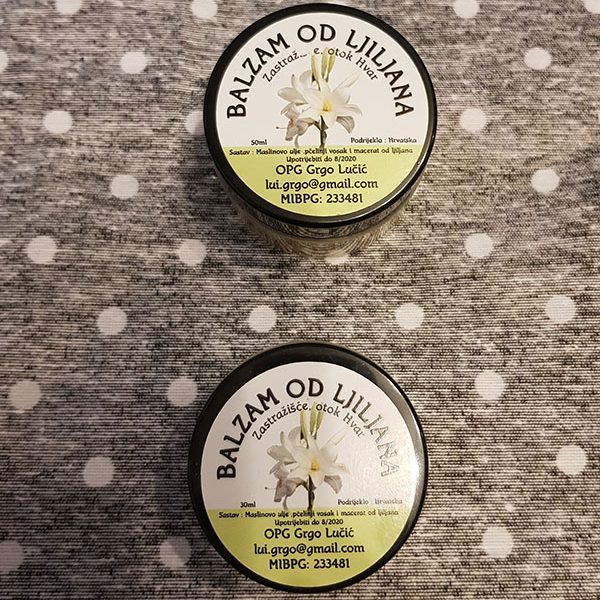 BALZAM OD LJILJANA
otok Hvar
50ml Podrijeklo : Hrvatska
Sastav : Maslinovo ulje ,pčelinji vosak i macerat od ljiljana
Upotrijebiti do 8/2020
OPG Grgo Lučić
lui.grgo@gmail.com
MIBPG: 233481
BALZAM OD LJILJANA
Zastražišće, otok Hvar
30ml Podrijeklo : Hrvatska
Sastav : Maslinovo ulje ,pčelinji vosak i macerat od ljiljana
Upotrijebiti do 8/2020
OPG Grgo Lučić
lui.grgo@gmail.com
MIBPG: 233481